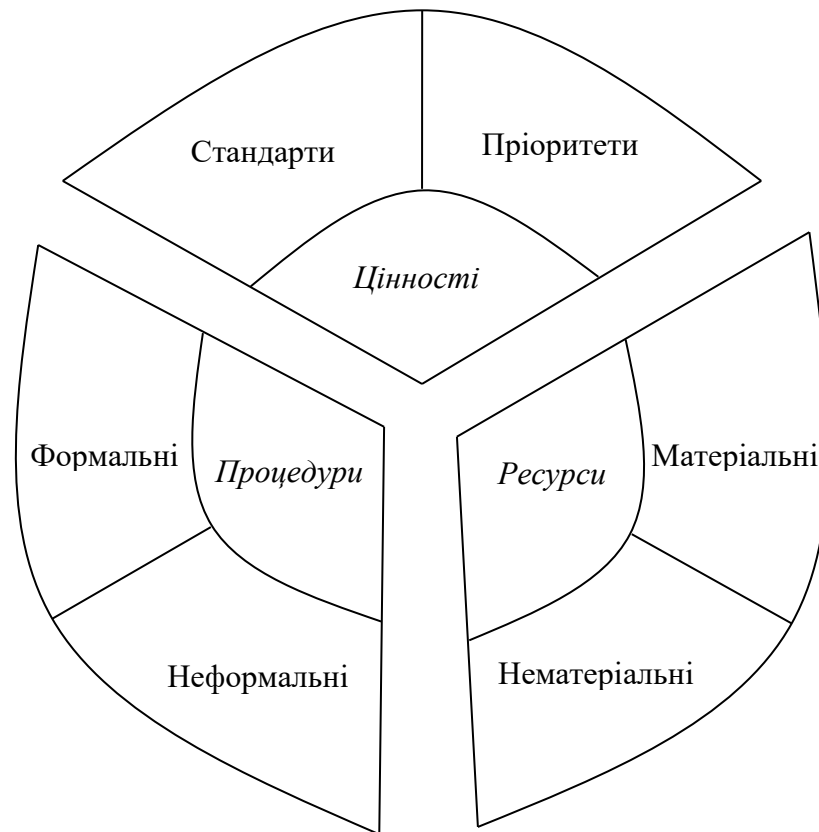 Стандарти
Пріоритети
Цінності
Формальні
Процедури
Ресурси
Матеріальні
Неформальні
Нематеріальні